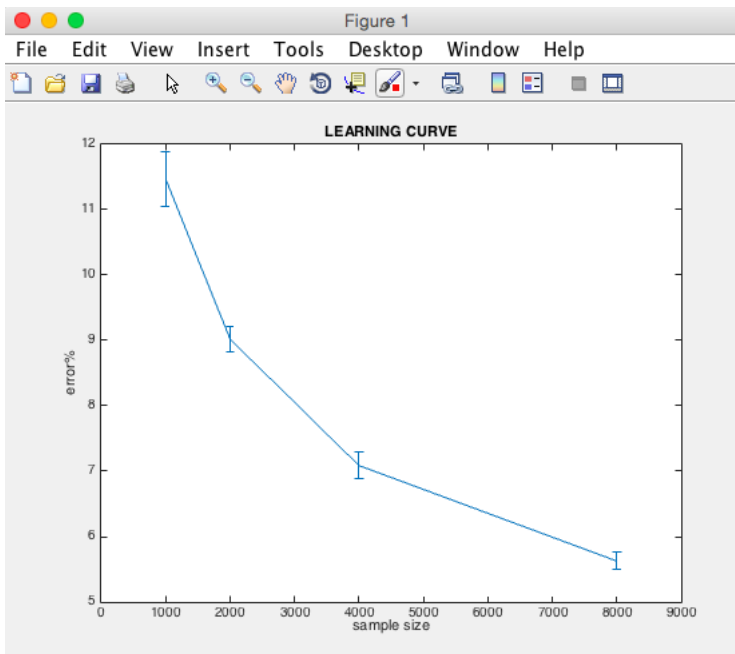 Figure 1
File Edit View Insert Tools Desktop Window Help
LEARNING CURVE
12
11
10
9
8
7
6
5
error%
0 1000 2000 3000 4000 5000 6000 7000 8000 9000
sample size